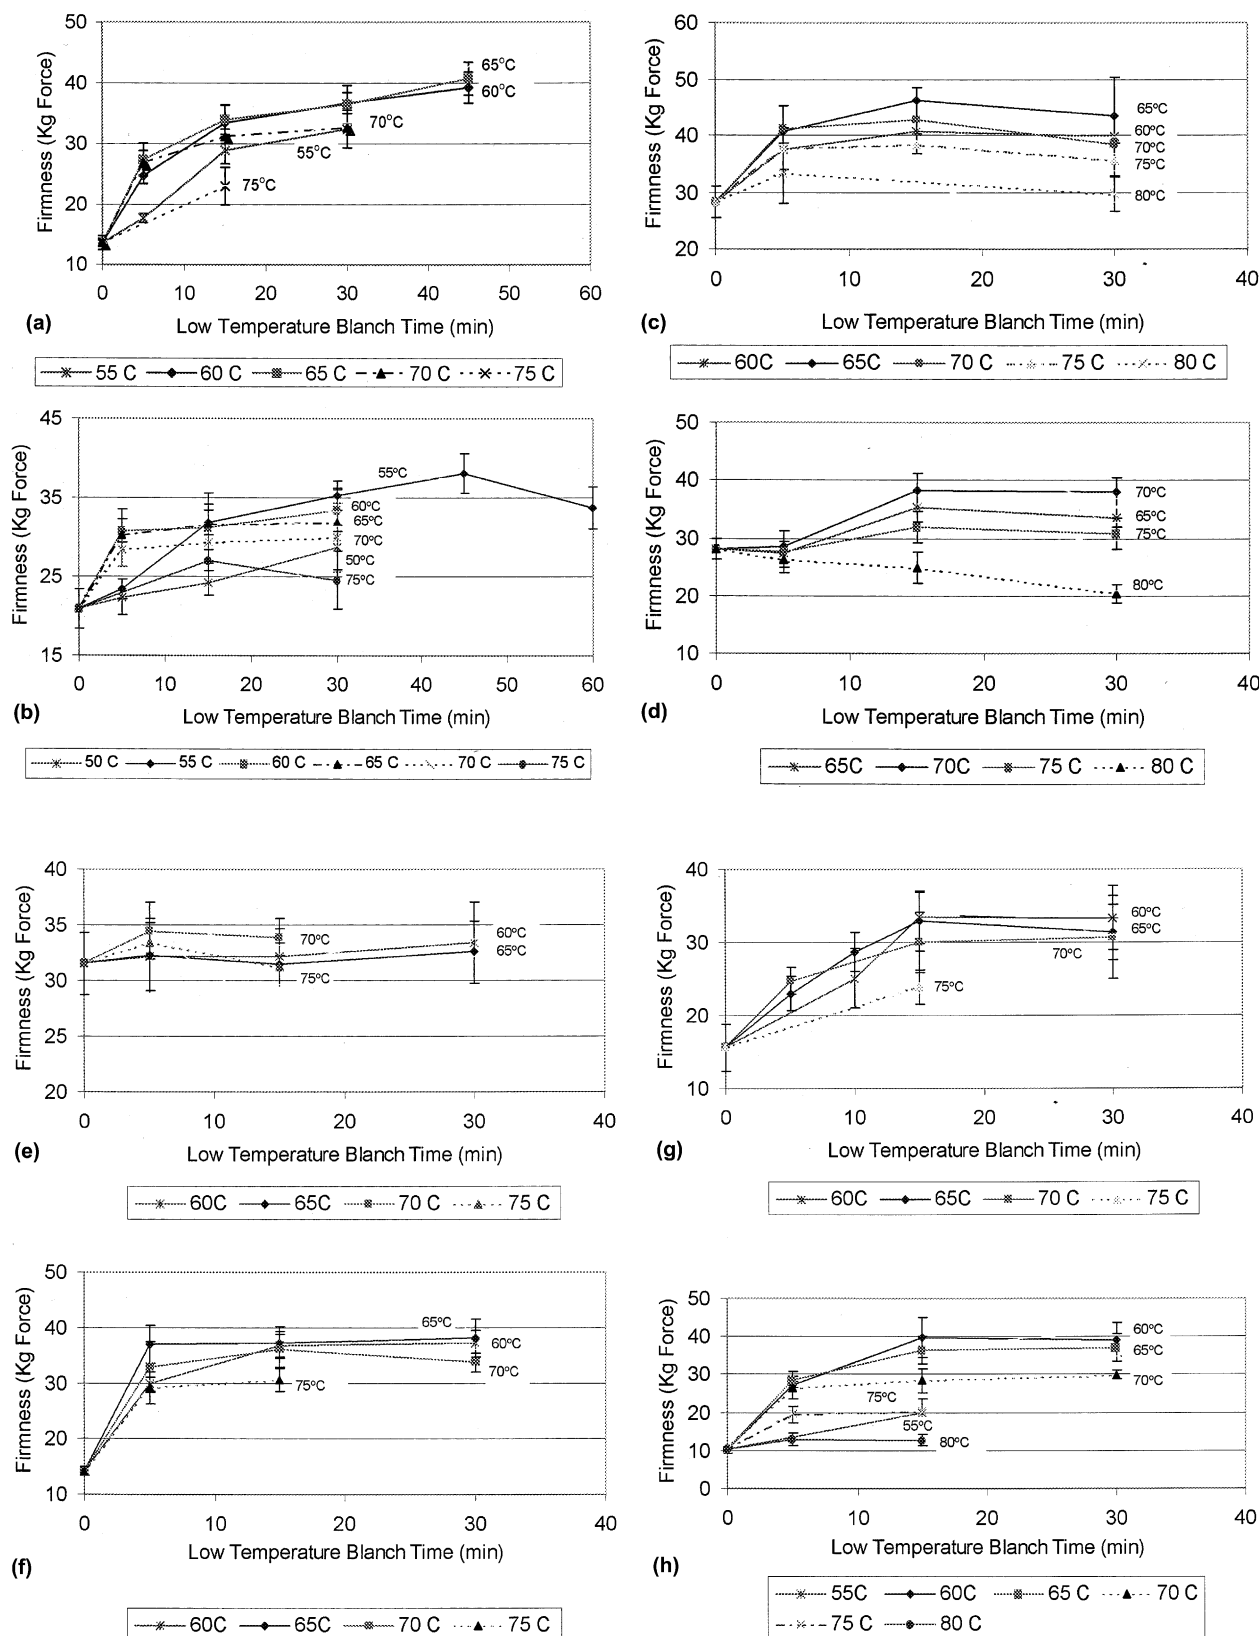 50
40
30
20
10
Firmness (Kg Force)
65°C
60°C
70°C
55°C
75°C
0 10 20 30 40 50 60
Low Temperature Blanch Time (min)
(a)
55 C 60 C 65 C 70 C 75 C
45
35
25
15
Firmness (Kg Force)
55°C
60°C
65°C
70°C
50°C
75°C
0 10 20 30 40 50 60
Low Temperature Blanch Time (min)
(b)
50 C 55 C 60 C 65 C 70 C 75 C
60
50
40
30
20
Firmness (Kg Force)
65°C
60°C
70°C
75°C
80°C
0 10 20 30 40
Low Temperature Blanch Time (min)
(c)
60C 65C 70 C 75 C 80 C
50
40
30
20
10
Firmness (Kg Force)
70°C
65°C
75°C
80°C
0 10 20 30 40
Low Temperature Blanch Time (min)
(d)
65C 70C 75 C 80 C
40
35
30
25
20
Firmness (Kg Force)
70°C
60°C
65°C
75°C
0 10 20 30 40
Low Temperature Blanch Time (min)
(e)
60C 65C 70 C 75 C
50
40
30
20
10
Firmness (Kg Force)
65°C
60°C
70°C
75°C
0 10 20 30 40
Low Temperature Blanch Time (min)
(f)
60C 65C 70 C 75 C
40
30
20
10
Firmness (Kg Force)
60°C
65°C
70°C
75°C
0 10 20 30 40
Low Temperature Blanch Time (min)
(g)
60C 65C 70 C 75 C
50
40
30
20
10
0
Firmness (Kg Force)
60°C
65°C
70°C
75°C
55°C
80°C
0 10 20 30 40
Low Temperature Blanch Time (min)
(h)
55C 60C 65 C 70 C
75 C 80 C